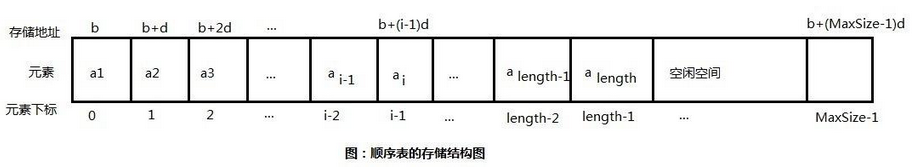 存储地址 b b+d b+2d ... b+(i-1)d b+(MaxSize-1)d
元素 a1 a2 a3 ... a i-1 a i ... a length-1 a length 空闲空间
元素下标 0 1 2 ... i-2 i-1 ... length-2 length-1 ... MaxSize-1
图：顺序表的存储结构图